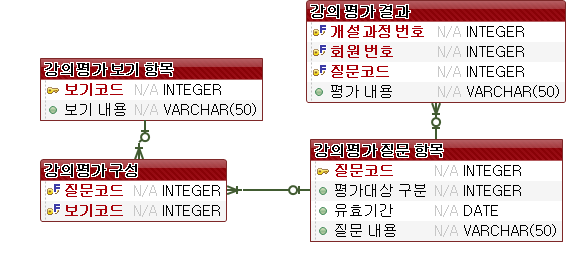 강의 평가 결과
개설 과정 번호 N/A INTEGER
회원 번호 N/A INTEGER
질문코드 N/A INTEGER
평가 내용 N/A VARCHAR(50)
강의평가 보기 항목
보기코드 N/A INTEGER
보기 내용 N/A VARCHAR(50)
강의평가 질문 항목
질문코드 N/A INTEGER
평가대상 구분 N/A INTEGER
유효기간 N/A DATE
질문 내용 N/A VARCHAR(50)
강의평가 구성
질문코드 N/A INTEGER
보기코드 N/A INTEGER